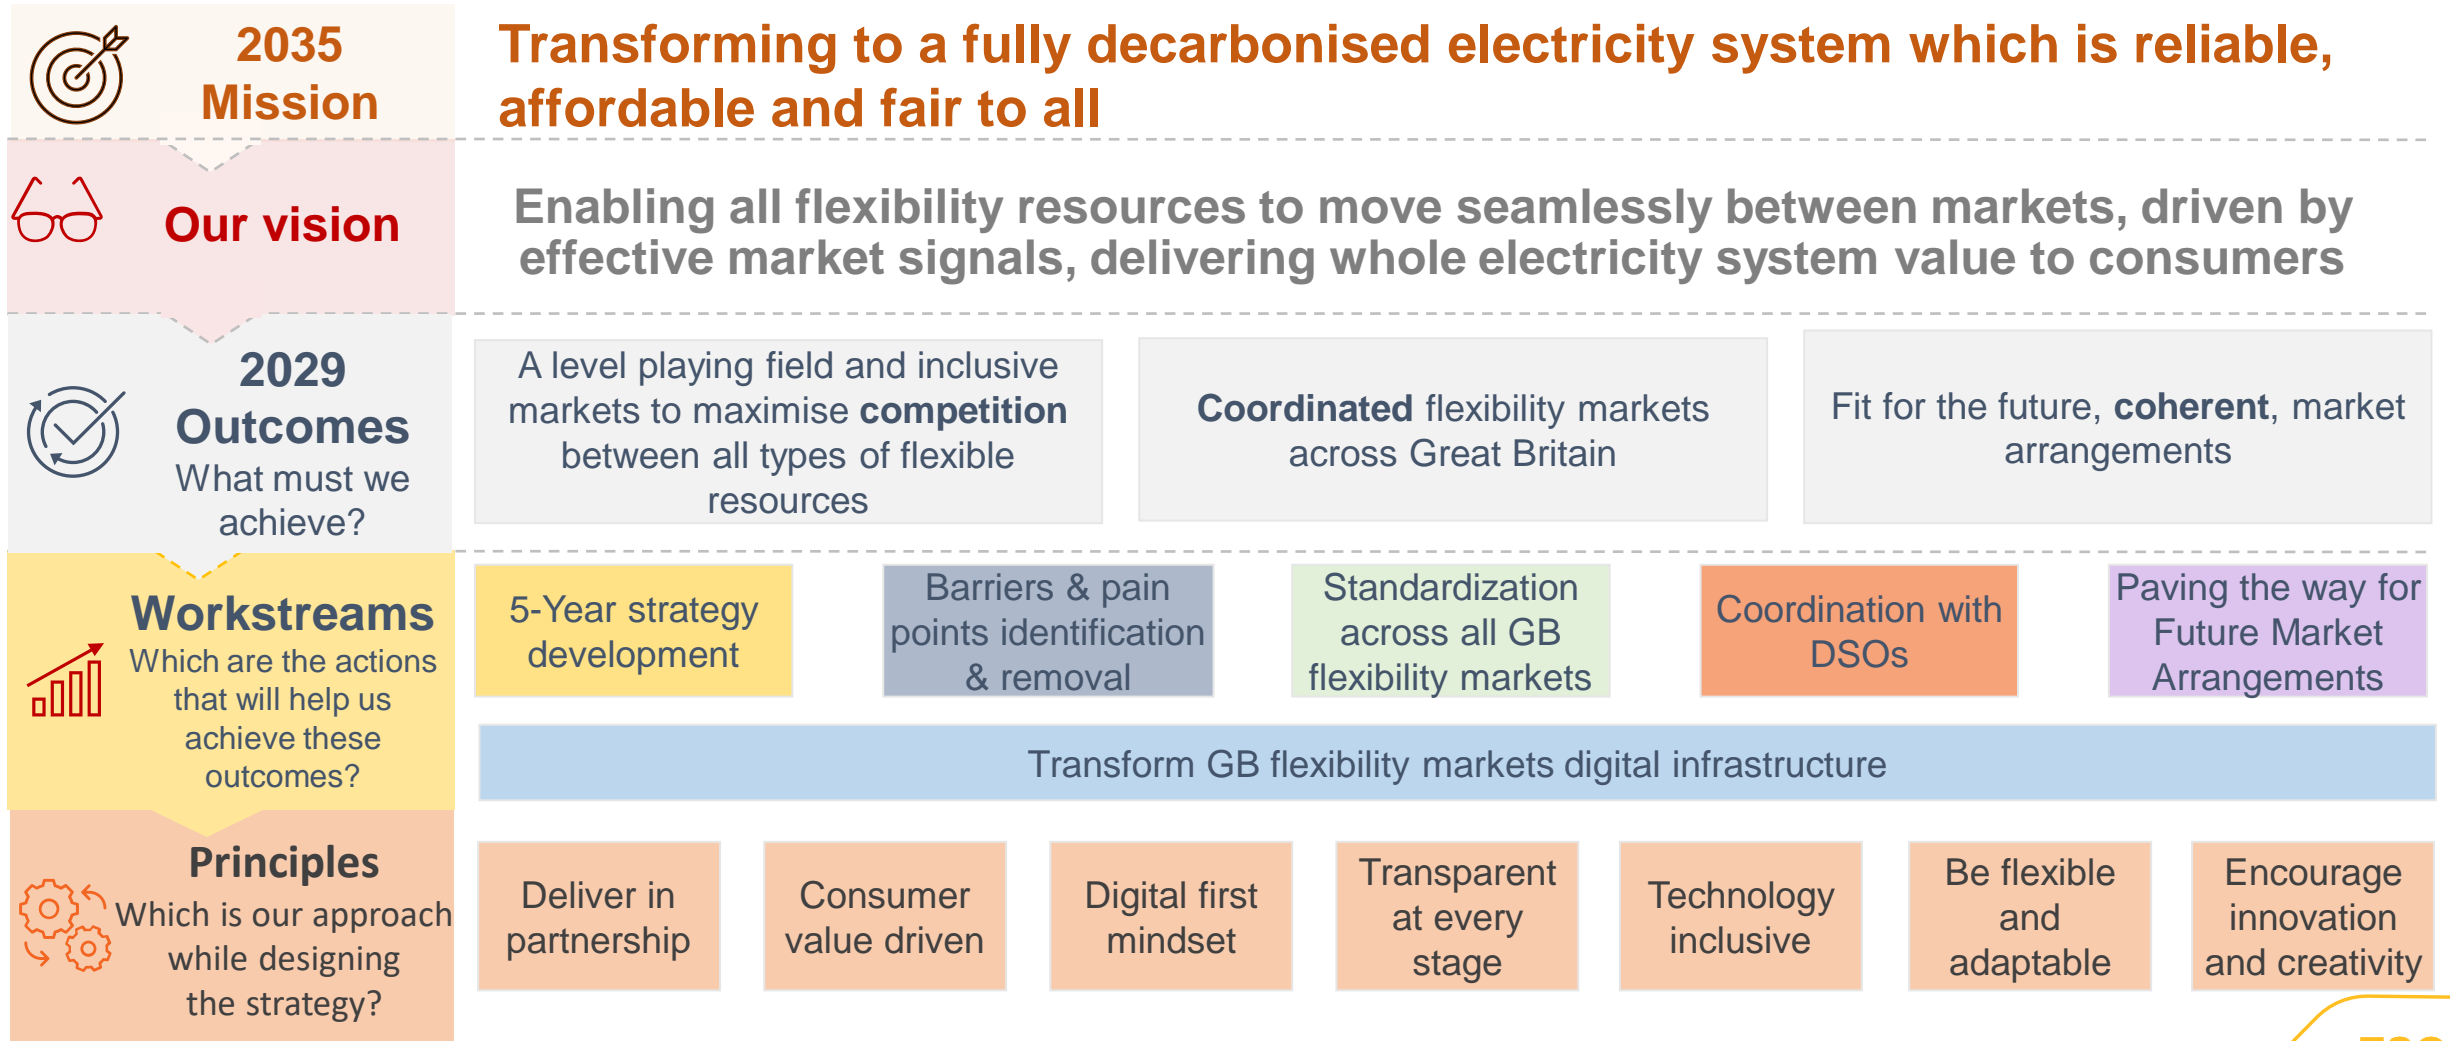 2035
Mission
Transforming to a fully decarbonised electricity system which is reliable,
affordable and fair to all
Our vision
Enabling all flexibility resources to move seamlessly between markets, driven by
effective market signals, delivering whole electricity system value to consumers
2029
Outcomes
What must we
achieve?
A level playing field and inclusive
markets to maximise competition
between all types of flexible
resources
Coordinated flexibility markets
across Great Britain
Fit for the future, coherent, market
arrangements
Workstreams
Which are the actions
that will help us
achieve these
outcomes?
5-Year strategy
development
Barriers & pain
points identification
& removal
Standardization
across all GB
flexibility markets
Coordination with
DSOs
Paving the way for
Future Market
Arrangements
Transform GB flexibility markets digital infrastructure
Principles
Which is our approach
while designing
the strategy?
Deliver in
partnership
Consumer
value driven
Digital first
mindset
Transparent
at every
stage
Technology
inclusive
Be flexible
and
adaptable
Encourage
innovation
and creativity